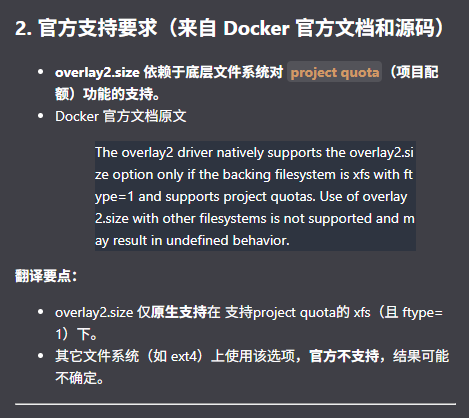 2. 官方支持要求（来自 Docker 官方文档和源码）
• overlay2.size 依赖于底层文件系统对 project quota（项目配
额）功能的支持。
• Docker 官方文档原文
The overlay2 driver natively supports the overlay2.si
ze option only if the backing filesystem is xfs with ft
ype=1 and supports project quotas. Use of overlay
2.size with other filesystems is not supported and m
ay result in undefined behavior.
翻译要点：
• overlay2.size 仅原生支持在 支持project quota的 xfs（且 ftype=
1）下。
• 其它文件系统（如 ext4）上使用该选项，官方不支持，结果可能
不确定。